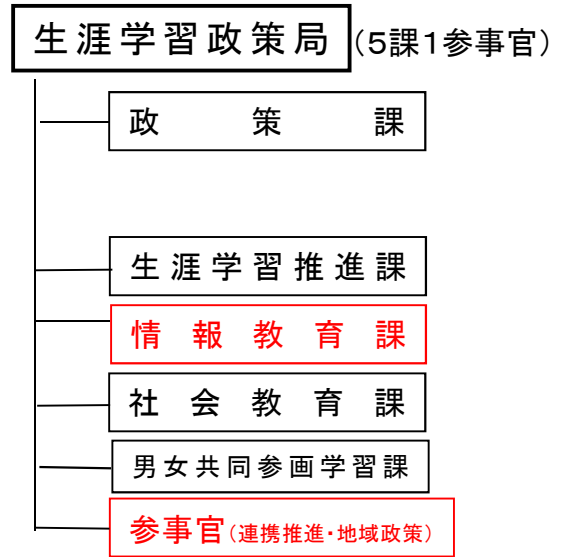 生涯学習政策局(5課1参事官)
政策課
生涯学習推進課
情報教育課
社会教育課
男女共同参画学習課
参事官(連携推進・地域政策)